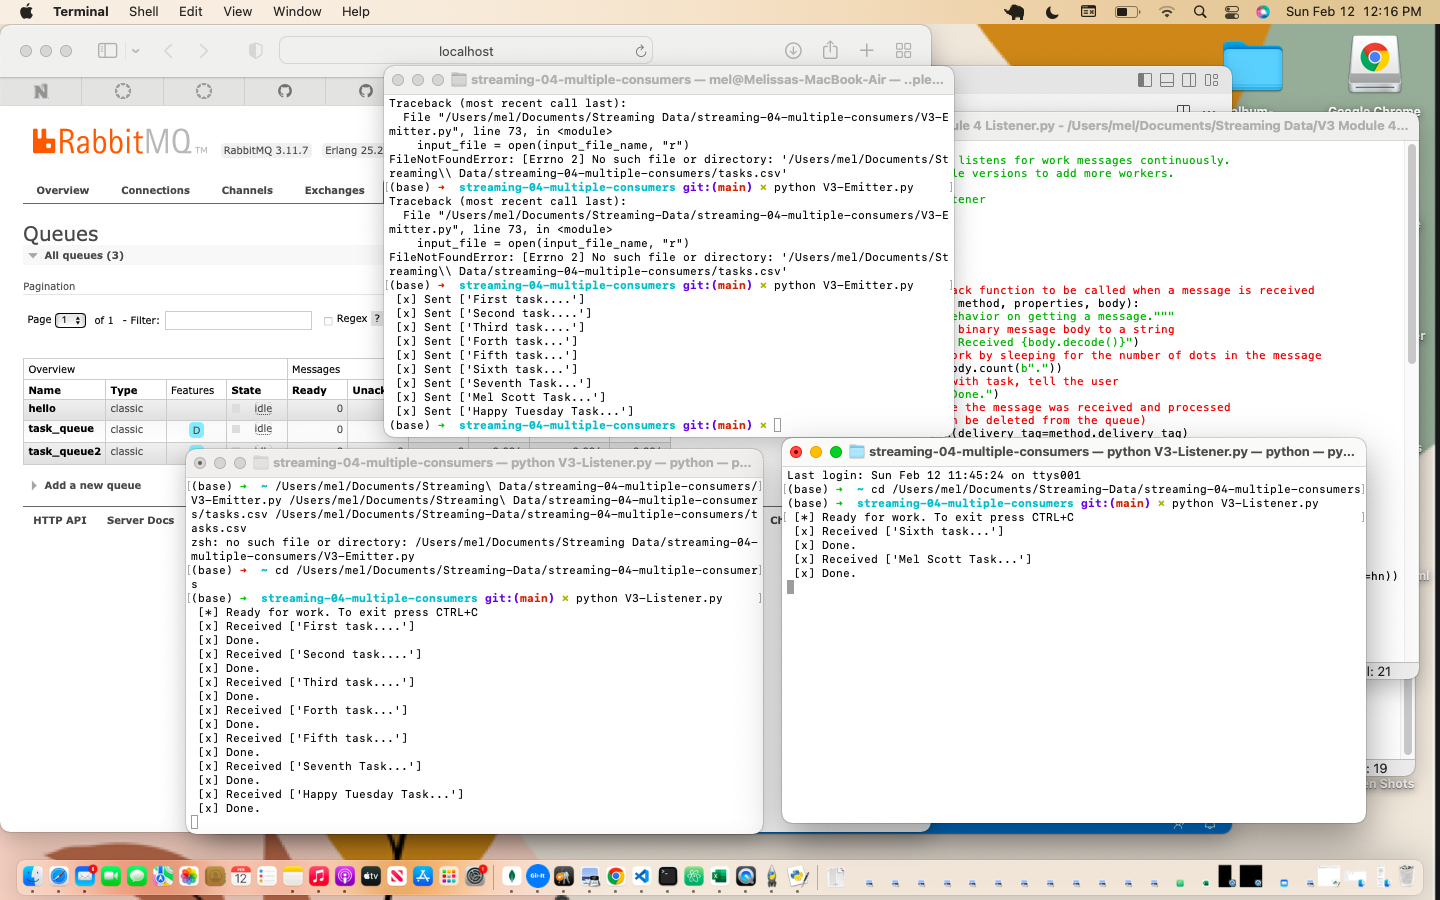 Terminal Shell Edit View Window Help
Sun Feb 12 12:16 PM
localhost
RabbitMQ TM
RabbitMQ 3.11.7 Erlang 25.2
Overview Connections Channels Exchanges
Queues
All queues (3)
Pagination
Page 1 of 1 - Filter: Regex ?
Overview Messages
Name Type Features State Ready Unack
hello classic idle 0
task_queue classic D idle 0
task_queue2 classic idle 0
Add a new queue
HTTP API Server Docs
streaming-04-multiple-consumers — mel@Melissas-MacBook-Air — ..ple...
Traceback (most recent call last):
File "/Users/mel/Documents/Streaming Data/streaming-04-multiple-consumers/V3-E
mitter.py", line 73, in <module>
input_file = open(input_file_name, "r")
FileNotFoundError: [Errno 2] No such file or directory: '/Users/mel/Documents/St
reaming\\ Data/streaming-04-multiple-consumers/tasks.csv'
(base) ➜ streaming-04-multiple-consumers git:(main) × python V3-Emitter.py
Traceback (most recent call last):
File "/Users/mel/Documents/Streaming-Data/streaming-04-multiple-consumers/V3-E
mitter.py", line 73, in <module>
input_file = open(input_file_name, "r")
FileNotFoundError: [Errno 2] No such file or directory: '/Users/mel/Documents/St
reaming\\ Data/streaming-04-multiple-consumers/tasks.csv'
(base) ➜ streaming-04-multiple-consumers git:(main) × python V3-Emitter.py
[x] Sent ['First task....']
[x] Sent ['Second task....']
[x] Sent ['Third task....']
[x] Sent ['Forth task...']
[x] Sent ['Fifth task...']
[x] Sent ['Sixth task...']
[x] Sent ['Seventh Task...']
[x] Sent ['Mel Scott Task...']
[x] Sent ['Happy Tuesday Task...']
(base) ➜ streaming-04-multiple-consumers git:(main) ×
Google Chrome
ule 4 Listener.py - /Users/mel/Documents/Streaming Data/V3 Module 4...
listens for work messages continuously.
le versions to add more workers.
tener
ack function to be called when a message is received
method, properties, body):
ehavior on getting a message."""
binary message body to a string
Received {body.decode()}")
ork by sleeping for the number of dots in the message
body.count(b"."))
with task, tell the user
Done.")
e the message was received and processed
n be deleted from the queue)
(delivery_tag=method.delivery_tag)
=hn))
l: 21
: 19
en Shots
streaming-04-multiple-consumers — python V3-Listener.py — python — p...
(base) ➜ ~ /Users/mel/Documents/Streaming\ Data/streaming-04-multiple-consumers/
V3-Emitter.py /Users/mel/Documents/Streaming\ Data/streaming-04-multiple-consumer
s/tasks.csv /Users/mel/Documents/Streaming-Data/streaming-04-multiple-consumers/t
asks.csv
zsh: no such file or directory: /Users/mel/Documents/Streaming Data/streaming-04-
multiple-consumers/V3-Emitter.py
(base) ➜ ~ cd /Users/mel/Documents/Streaming-Data/streaming-04-multiple-consumer
s
(base) ➜ streaming-04-multiple-consumers git:(main) × python V3-Listener.py
[*] Ready for work. To exit press CTRL+C
[x] Received ['First task....']
[x] Done.
[x] Received ['Second task....']
[x] Done.
[x] Received ['Third task....']
[x] Done.
[x] Received ['Forth task...']
[x] Done.
[x] Received ['Fifth task...']
[x] Done.
[x] Received ['Seventh Task...']
[x] Done.
[x] Received ['Happy Tuesday Task...']
[x] Done.
streaming-04-multiple-consumers — python V3-Listener.py — python — py...
Last login: Sun Feb 12 11:45:24 on ttys001
(base) ➜ ~ cd /Users/mel/Documents/Streaming-Data/streaming-04-multiple-consumers
(base) ➜ streaming-04-multiple-consumers git:(main) × python V3-Listener.py
[*] Ready for work. To exit press CTRL+C
[x] Received ['Sixth task...']
[x] Done.
[x] Received ['Mel Scott Task...']
[x] Done.
FEB
12
tv